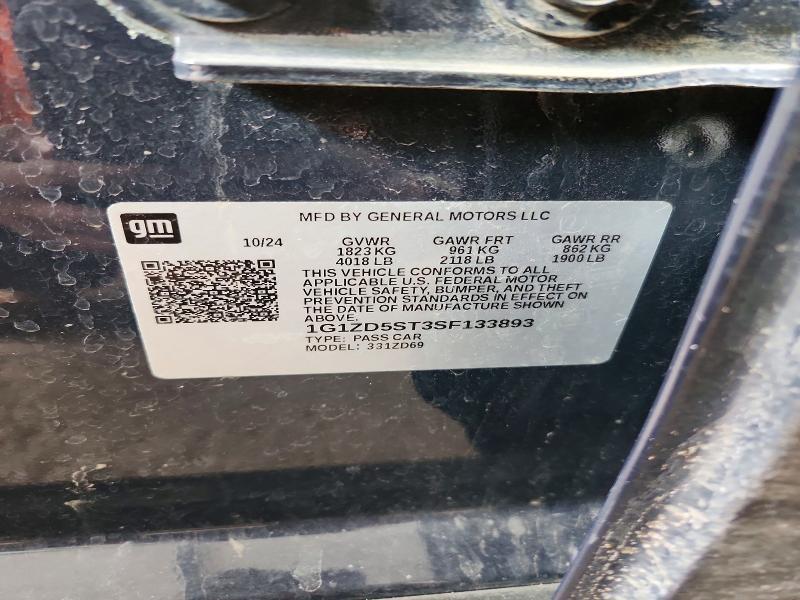 gm
MFD BY GENERAL MOTORS LLC
10/24 GVWR GAWR FRT GAWR RR
1823 KG 961 KG 862 KG
4018 LB 2118 LB 1900 LB
THIS VEHICLE CONFORMS TO ALL
APPLICABLE U.S. FEDERAL MOTOR
VEHICLE SAFETY, BUMPER, AND THEFT
PREVENTION STANDARDS IN EFFECT ON
THE DATE OF MANUFACTURE SHOWN
ABOVE.
1G1ZD5ST3SF133893
TYPE: PASS CAR
MODEL: 331ZD69